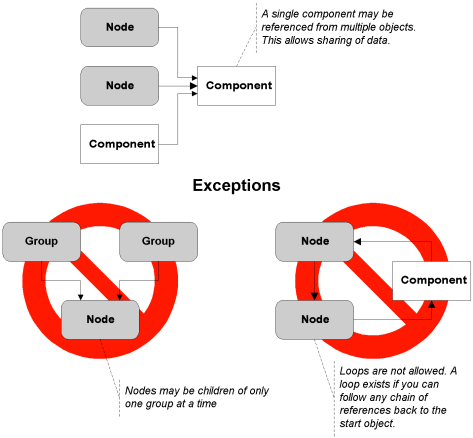 Node
A single component may be
referenced from multiple objects.
This allows sharing of data.
Node
Component
Component
Exceptions
Group
Group
Node
Nodes may be children of only
one group at a time
Node
Component
Node
Loops are not allowed. A
loop exists if you can
follow any chain of
references back to the
start object.